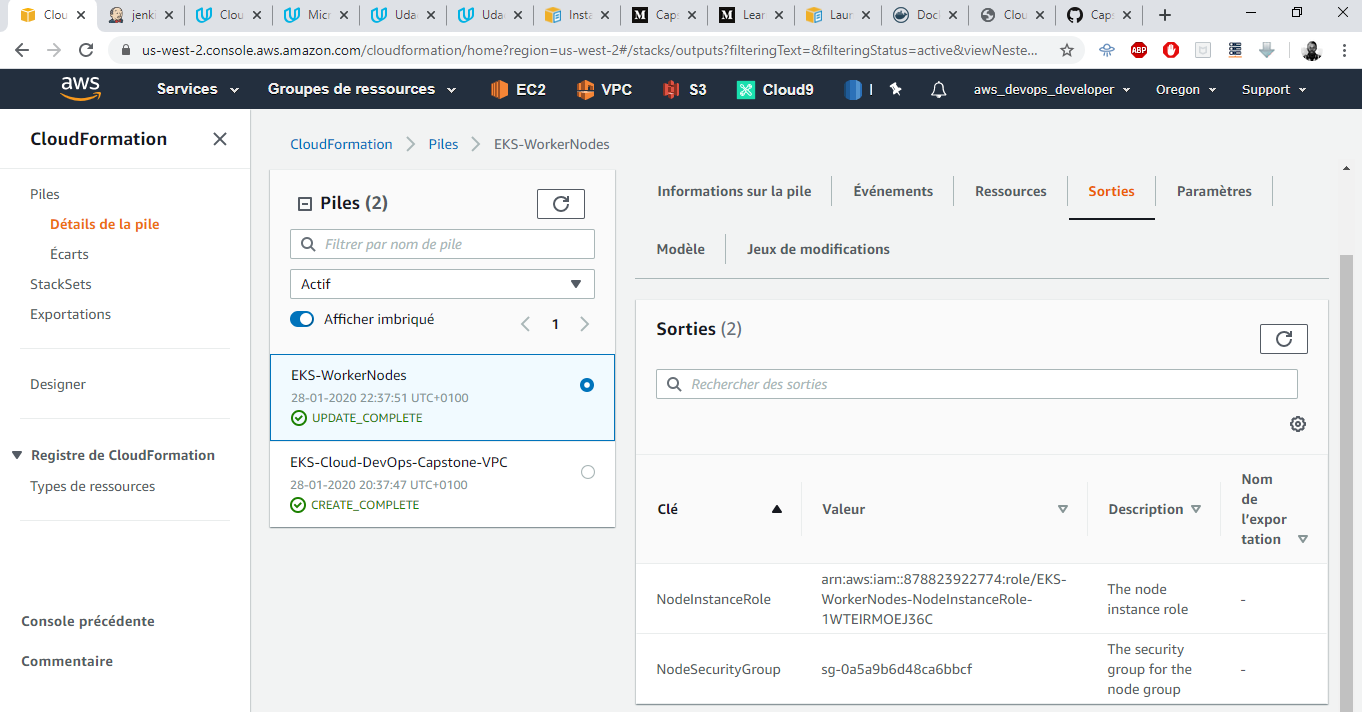 Clou
jenk
Clou
Micr
Uda
Uda
Insta
Caps
Lear
Laur
Doc
Clou
Caps
us-west-2.console.aws.amazon.com/cloudformation/home?region=us-west-2#/stacks/outputs?filteringText=&filteringStatus=active&viewNeste...
ABP
aws
Services
Groupes de ressources
EC2
VPC
S3
Cloud9
I
aws_devops_developer
Oregon
Support
CloudFormation
Piles
Détails de la pile
Écarts
StackSets
Exportations
Designer
Registre de CloudFormation
Types de ressources
Console précédente
Commentaire
CloudFormation
Piles
EKS-WorkerNodes
Piles (2)
Filtrer par nom de pile
Actif
Afficher imbriqué
1
EKS-WorkerNodes
28-01-2020 22:37:51 UTC+0100
UPDATE_COMPLETE
EKS-Cloud-DevOps-Capstone-VPC
28-01-2020 20:37:47 UTC+0100
CREATE_COMPLETE
Informations sur la pile
Événements
Ressources
Sorties
Paramètres
Modèle
Jeux de modifications
Sorties (2)
Rechercher des sorties
Clé
Valeur
Description
Nom
de
l'expor
tation
NodeInstanceRole
arn:aws:iam::878823922774:role/EKS-
WorkerNodes-NodeInstanceRole-
1WTEIRMOEJ36C
The node
instance role
-
NodeSecurityGroup
sg-0a5a9b6d48ca6bbcf
The security
group for the
node group
-